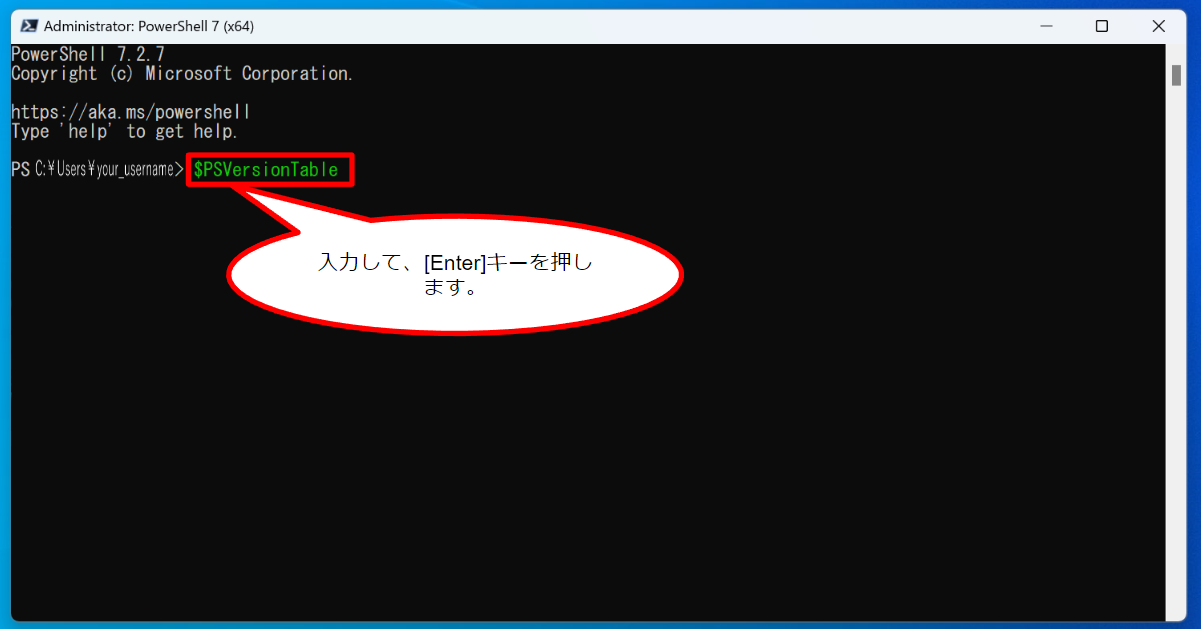 Administrator: PowerShell 7 (x64)
PowerShell 7.2.7
Copyright (c) Microsoft Corporation.
https://aka.ms/powershell
Type 'help' to get help.
PS C:¥Users¥your_username> $PSVersionTable
入力して、[Enter]キーを押し
ます。